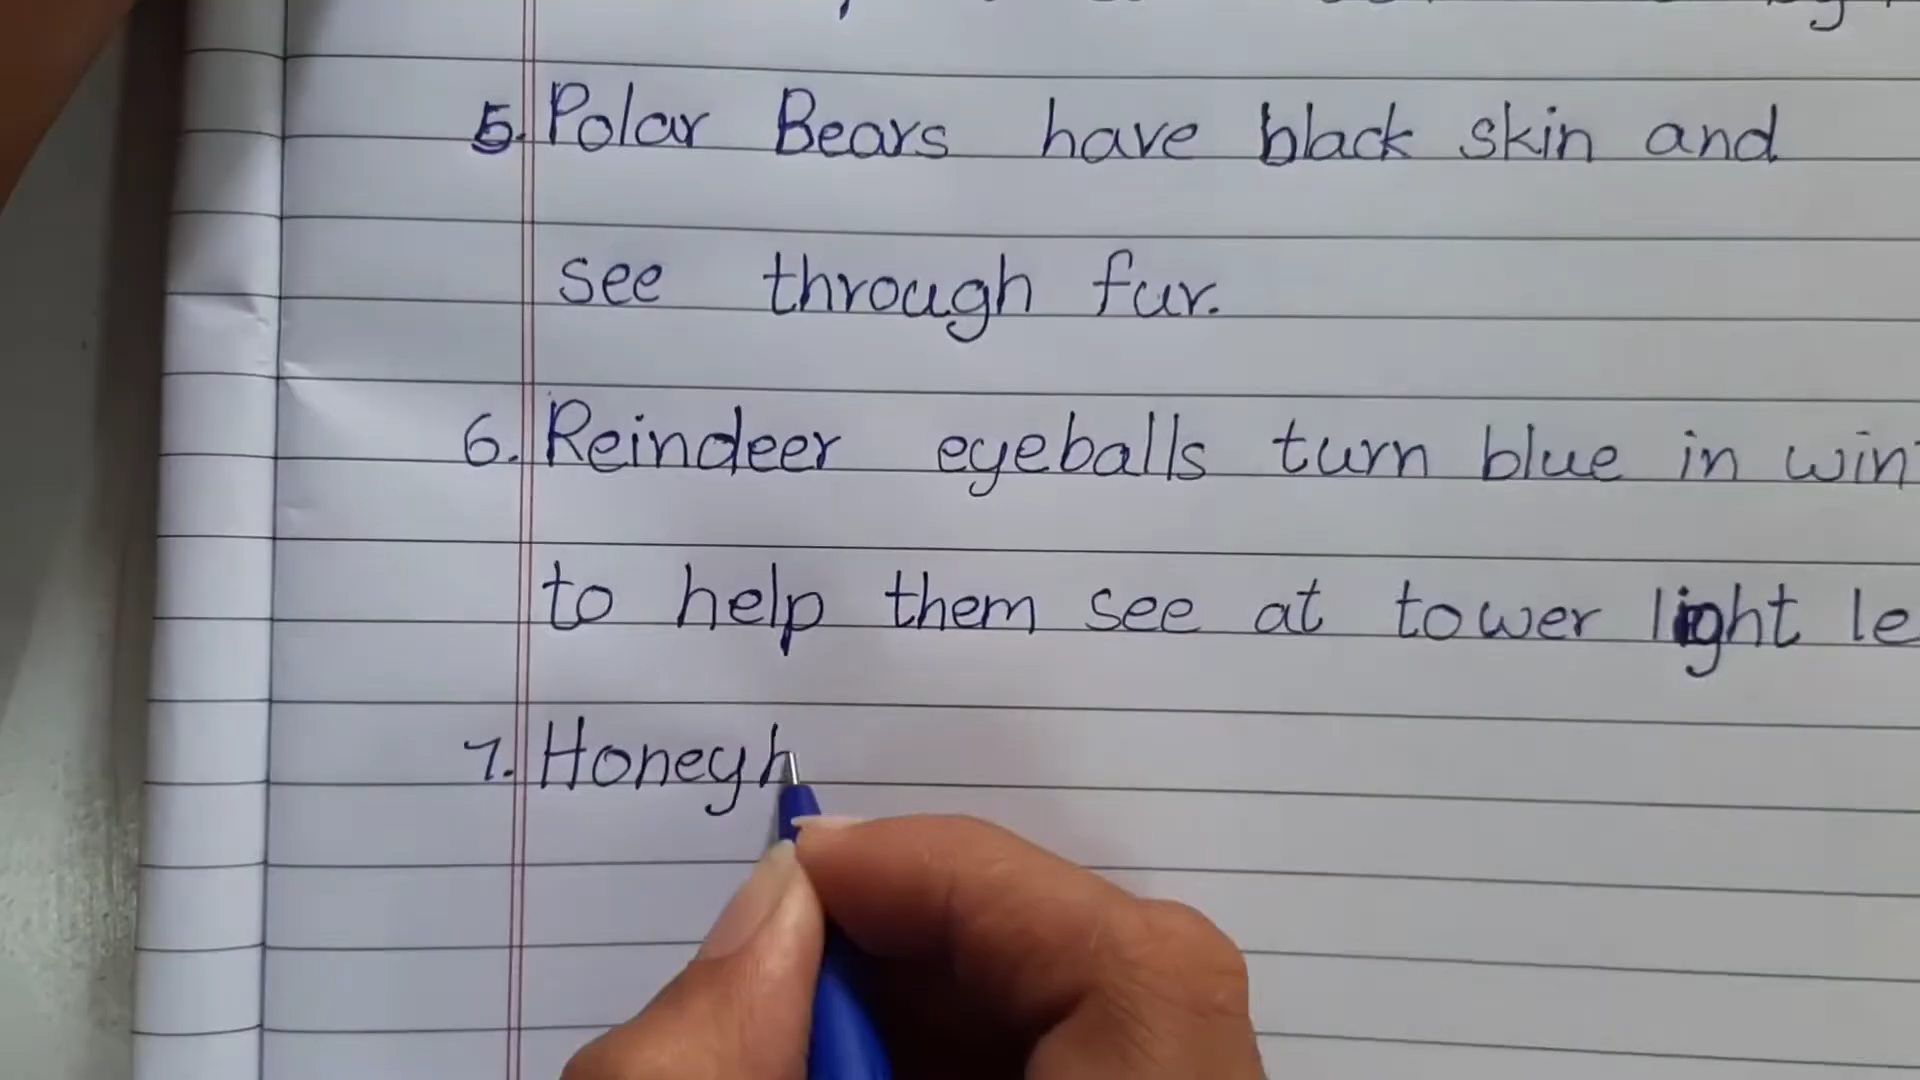 5. Polar Bears have black skin and
see through fur.
6. Reindeer eyeballs turn blue in win
to help them see at tower light le
7. Honeyh